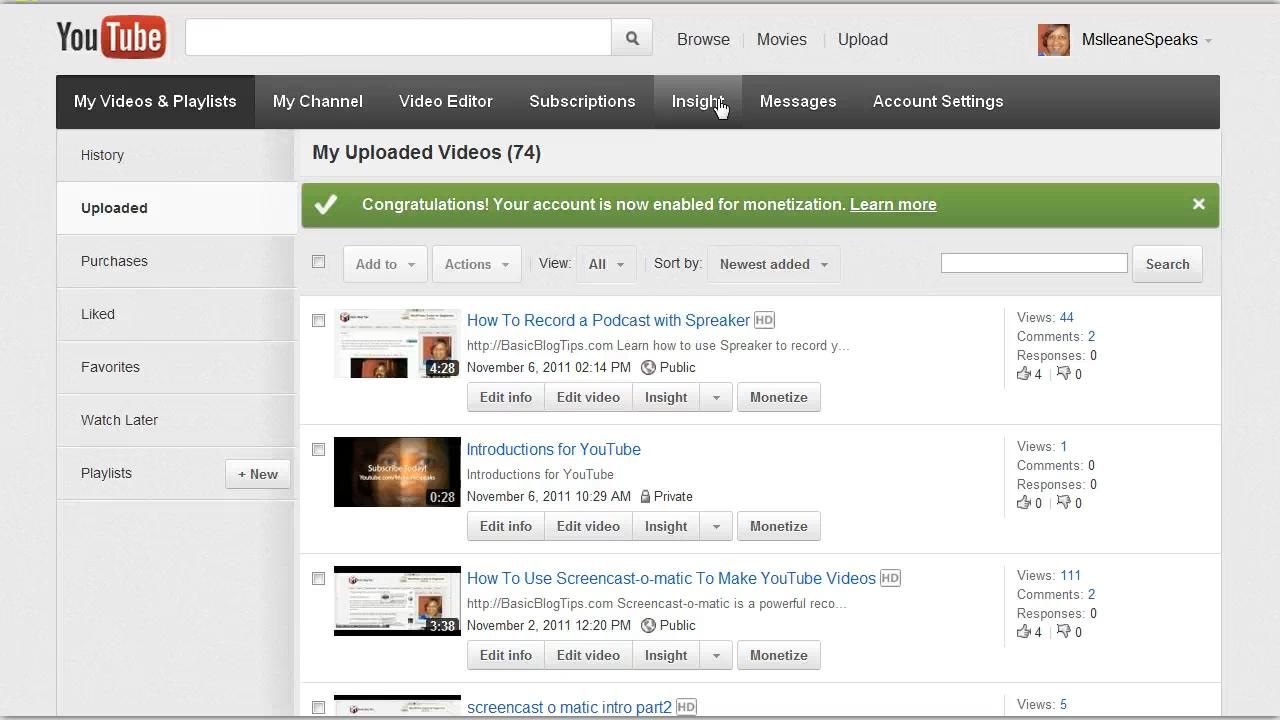 YouTube
Browse Movies Upload MsIleaneSpeaks
My Videos & Playlists My Channel Video Editor Subscriptions Insight Messages Account Settings
History
Uploaded
Purchases
Liked
Favorites
Watch Later
Playlists + New
My Uploaded Videos (74)
Congratulations! Your account is now enabled for monetization. Learn more
Add to Actions View: All Sort by: Newest added Search
4:28
How To Record a Podcast with Spreaker HD
http://BasicBlogTips.com Learn how to use Spreaker to record y...
November 6, 2011 02:14 PM Public
Edit info Edit video Insight Monetize
Views: 44
Comments: 2
Responses: 0
4 0
Subscribe Today!
Youtube.com/MsIleaneSpeaks
0:28
Introductions for YouTube
Introductions for YouTube
November 6, 2011 10:29 AM Private
Edit info Edit video Insight Monetize
Views: 1
Comments: 0
Responses: 0
0 0
3:38
How To Use Screencast-o-matic To Make YouTube Videos HD
http://BasicBlogTips.com Screencast-o-matic is a powerful reco...
November 2, 2011 12:20 PM Public
Edit info Edit video Insight Monetize
Views: 111
Comments: 2
Responses: 0
4 0
screencast o matic intro part2 HD
Views: 5